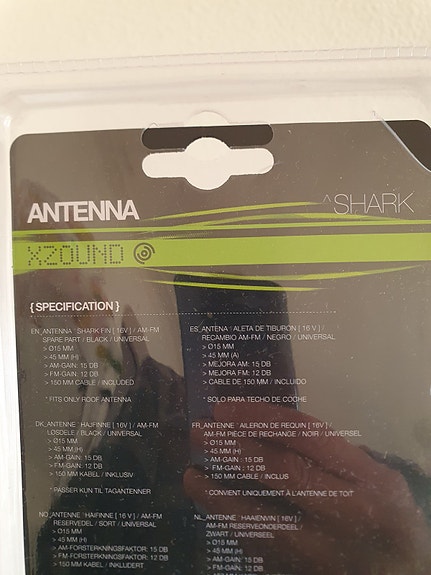 ANTENNA
^SHARK
XZOUND
{ SPECIFICATION }
EN_ANTENNA : SHARK FIN [ 16V ] / AM-FM
SPARE PART / BLACK / UNIVERSAL
> Ø15 MM
> 45 MM (H)
> AM-GAIN: 15 DB
> FM-GAIN: 12 DB
> 150 MM CABLE / INCLUDED
* FITS ONLY ROOF ANTENNA
ES_ANTENA : ALETA DE TIBURON [ 16 V ] /
RECAMBIO AM-FM / NEGRO / UNIVERSAL
> Ø15 MM
> 45 MM (A)
> MEJORA AM: 15 DB
> MEJORA FM: 12 DB
> CABLE DE 150 MM / INCLUIDO
* SOLO PARA TECHO DE COCHE
DK_ANTENNE : HAJFINNE [ 16V ] / AM-FM
LØSDELE / BLACK / UNIVERSAL
> Ø15 MM
> 45 MM (H)
> AM-GAIN: 15 DB
> FM-GAIN: 12 DB
> 150 MM KABEL / INKLUSIV
* PASSER KUN TIL TAGANTENNER
FR_ANTENNE : AILERON DE REQUIN [ 16V ] /
AM-FM PIÈCE DE RECHANGE / NOIR / UNIVERSEL
> Ø15 MM
> 45 MM (H)
> AM-GAIN : 15 DB
> FM-GAIN : 12 DB
> 150 MM CABLE / INCLUS
* CONVIENT UNIQUEMENT À L'ANTENNE DE TOIT
NO_ANTENNE : HAIFINNE [ 16V ] / AM-FM
RESERVEDEL / SORT / UNIVERSAL
> Ø15 MM
> 45 MM (H)
> AM-FORSTERKNINGSFAKTOR: 15 DB
> FM-FORSTERKNINGSFAKTOR: 12 DB
> 150 MM KABEL / INKLUDERT
NL_ANTENNE : HAAIENVIN [ 16V ] /
AM-FM RESERVEONDERDEEL /
ZWART / UNIVERSEEL
> Ø15 MM
> 45 MM (H)
> AM-GAIN: 15 DB
> FM-GAIN: 12 DB